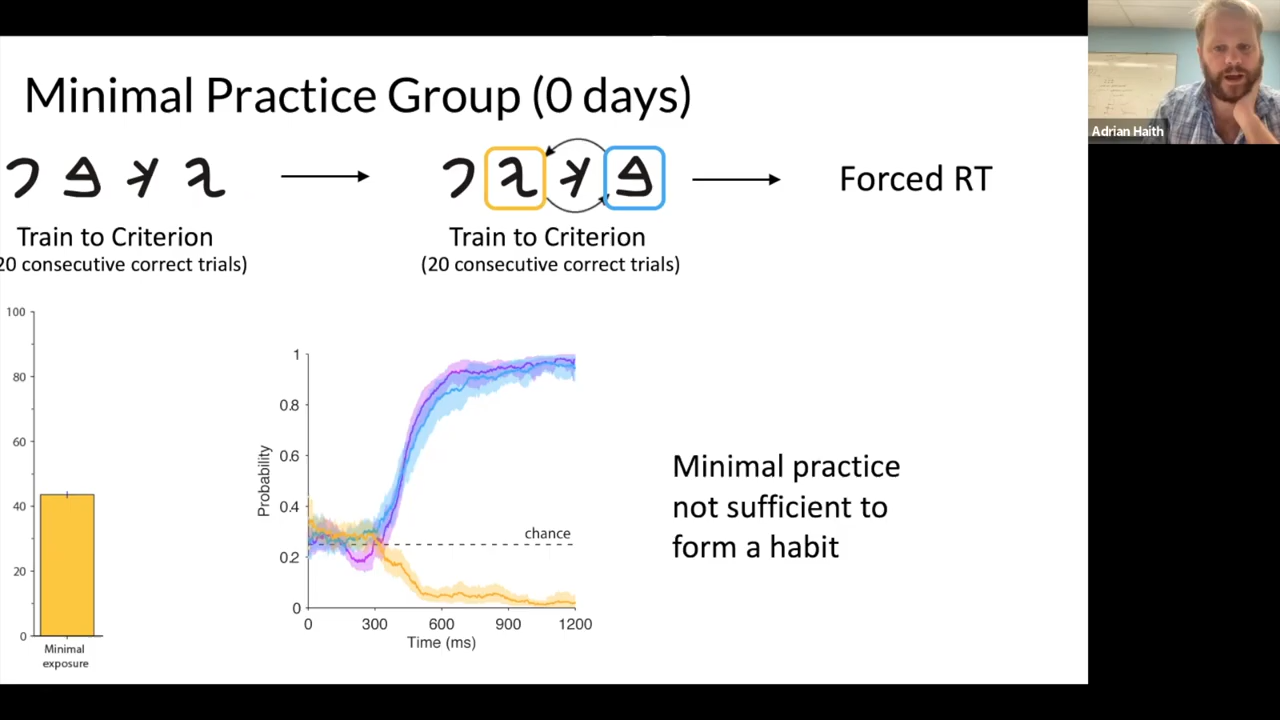 Minimal Practice Group (0 days)
Adrian Haith
Forced RT
Train to Criterion
20 consecutive correct trials)
Train to Criterion
(20 consecutive correct trials)
100
80
60
40
20
0
Minimal
exposure
1
0.8
0.6
0.4
0.2
0
Probability
chance
0 300 600 900 1200
Time (ms)
Minimal practice
not sufficient to
form a habit